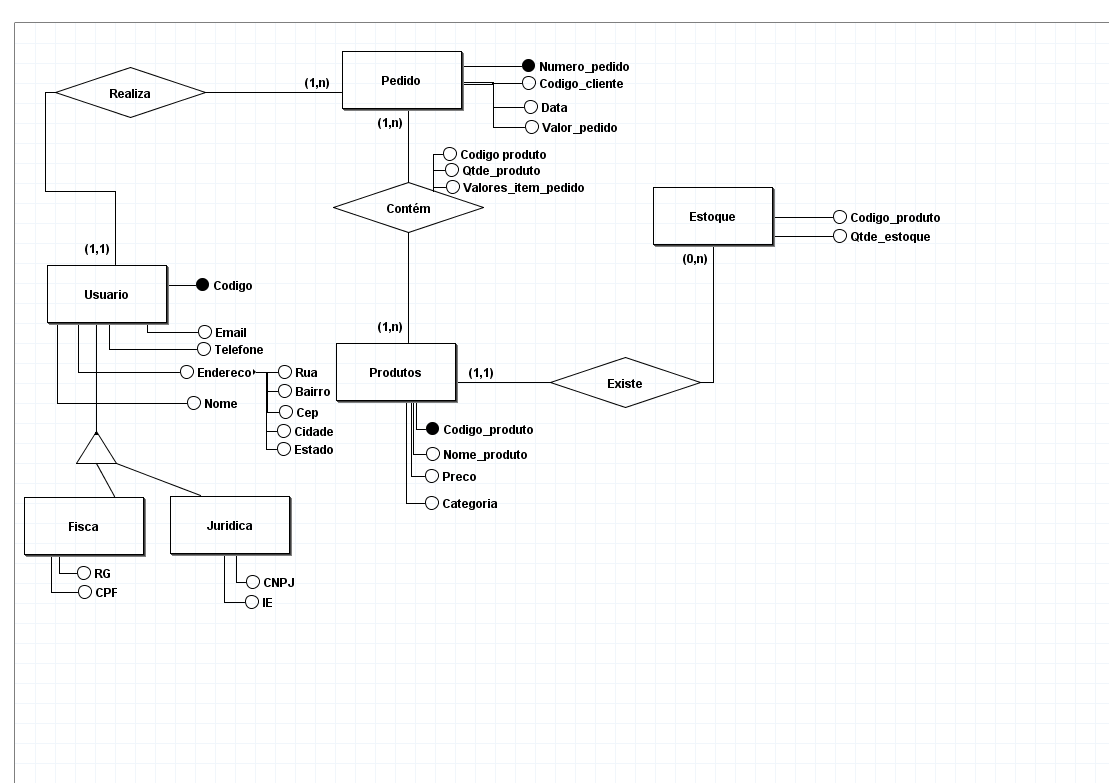 Pedido
Numero_pedido
Codigo_cliente
Data
Valor_pedido
Realiza
(1,n)
(1,n)
Codigo produto
Qtde_produto
Valores_item_pedido
Contém
Estoque
Codigo_produto
Qtde_estoque
(1,1)
(0,n)
Usuario
Codigo
Email
Telefone
Endereco
Rua
Bairro
Cep
Cidade
Estado
Nome
(1,n)
Produtos
(1,1)
Existe
Codigo_produto
Nome_produto
Preco
Categoria
Fisca
Juridica
RG
CPF
CNPJ
IE